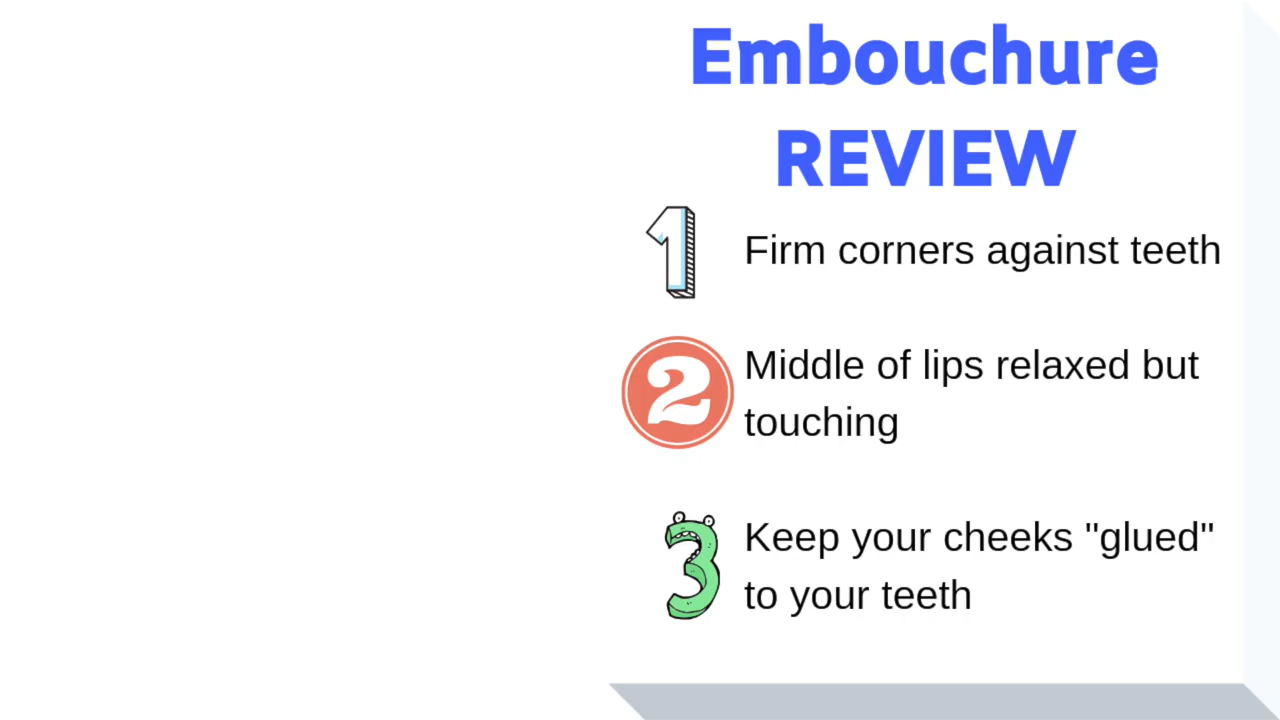 Embouchure
REVIEW
1 Firm corners against teeth
2 Middle of lips relaxed but
touching
3 Keep your cheeks "glued"
to your teeth